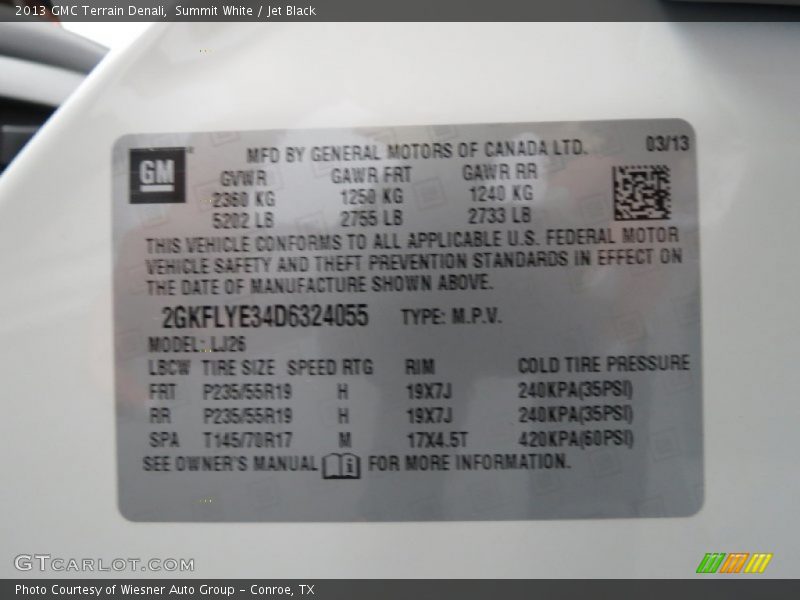 2013 GMC Terrain Denali, Summit White / Jet Black
GM
MFD BY GENERAL MOTORS OF CANADA LTD. 03/13
GVWR GAWR FRT GAWR RR
2360 KG 1250 KG 1240 KG
5202 LB 2755 LB 2733 LB
THIS VEHICLE CONFORMS TO ALL APPLICABLE U.S. FEDERAL MOTOR
VEHICLE SAFETY AND THEFT PREVENTION STANDARDS IN EFFECT ON
THE DATE OF MANUFACTURE SHOWN ABOVE.
2GKFLYE34D6324055 TYPE: M.P.V.
MODEL: LJ26
LBCW TIRE SIZE SPEED RTG RIM COLD TIRE PRESSURE
FRT P235/55R19 H 19X7J 240KPA(35PSI)
RR P235/55R19 H 19X7J 240KPA(35PSI)
SPA T145/70R17 M 17X4.5T 420KPA(60PSI)
SEE OWNER'S MANUAL FOR MORE INFORMATION.
GTCARLOT.COM
Photo Courtesy of Wiesner Auto Group - Conroe, TX